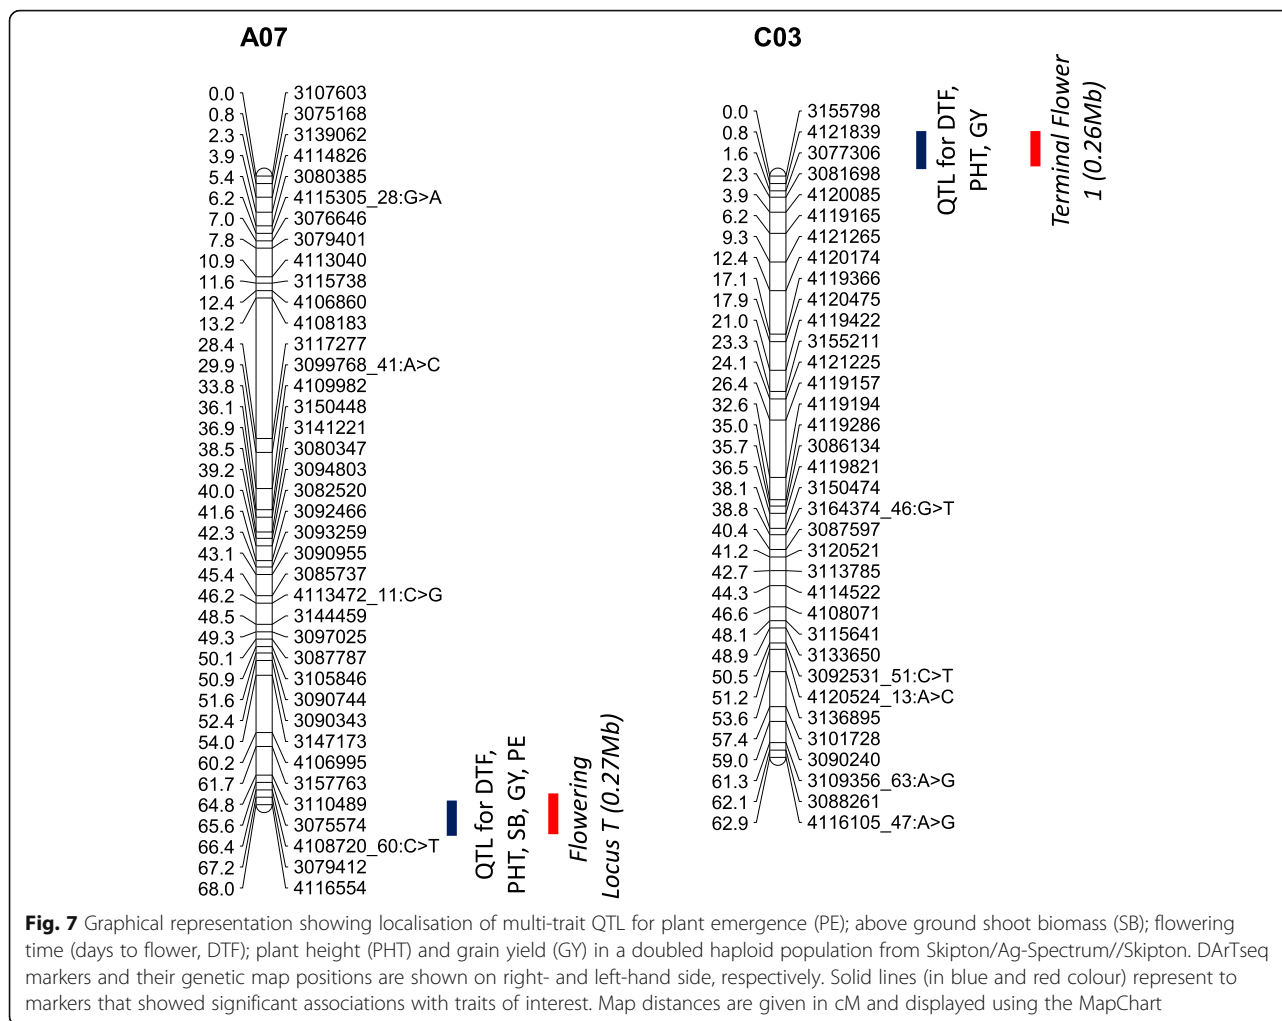 A07
0.0 3107603
0.8 3075168
2.3 3139062
3.9 4114826
5.4 3080385
6.2 4115305_28:G>A
7.0 3076646
7.8 3079401
10.9 4113040
11.6 3115738
12.4 4106860
13.2 4108183
28.4 3117277
29.9 3099768_41:A>C
33.8 4109982
36.1 3150448
36.9 3141221
38.5 3080347
39.2 3094803
40.0 3082520
41.6 3092466
42.3 3093259
43.1 3090955
45.4 3085737
46.2 4113472_11:C>G
48.5 3144459
49.3 3097025
50.1 3087787
50.9 3105846
51.6 3090744
52.4 3090343
54.0 3147173
60.2 4106995
61.7 3157763
64.8 3110489
65.6 3075574
66.4 4108720_60:C>T
67.2 3079412
68.0 4116554
QTL for DTF,
PHT, SB, GY, PE
Flowering
Locus T (0.27Mb)
C03
0.0 3155798
0.8 4121839
1.6 3077306
2.3 3081698
3.9 4120085
6.2 4119165
9.3 4121265
12.4 4120174
17.1 4119366
17.9 4120475
21.0 4119422
23.3 3155211
24.1 4121225
26.4 4119157
32.6 4119194
35.0 4119286
35.7 3086134
36.5 4119821
38.1 3150474
38.8 3164374_46:G>T
40.4 3087597
41.2 3120521
42.7 3113785
44.3 4114522
46.6 4108071
48.1 3115641
48.9 3133650
50.5 3092531_51:C>T
51.2 4120524_13:A>C
53.6 3136895
57.4 3101728
59.0 3090240
61.3 3109356_63:A>G
62.1 3088261
62.9 4116105_47:A>G
QTL for DTF,
PHT, GY
Terminal Flower
1 (0.26Mb)
Fig. 7 Graphical representation showing localisation of multi-trait QTL for plant emergence (PE); above ground shoot biomass (SB); flowering
time (days to flower, DTF); plant height (PHT) and grain yield (GY) in a doubled haploid population from Skipton/Ag-Spectrum//Skipton. DArTseq
markers and their genetic map positions are shown on right- and left-hand side, respectively. Solid lines (in blue and red colour) represent to
markers that showed significant associations with traits of interest. Map distances are given in cM and displayed using the MapChart